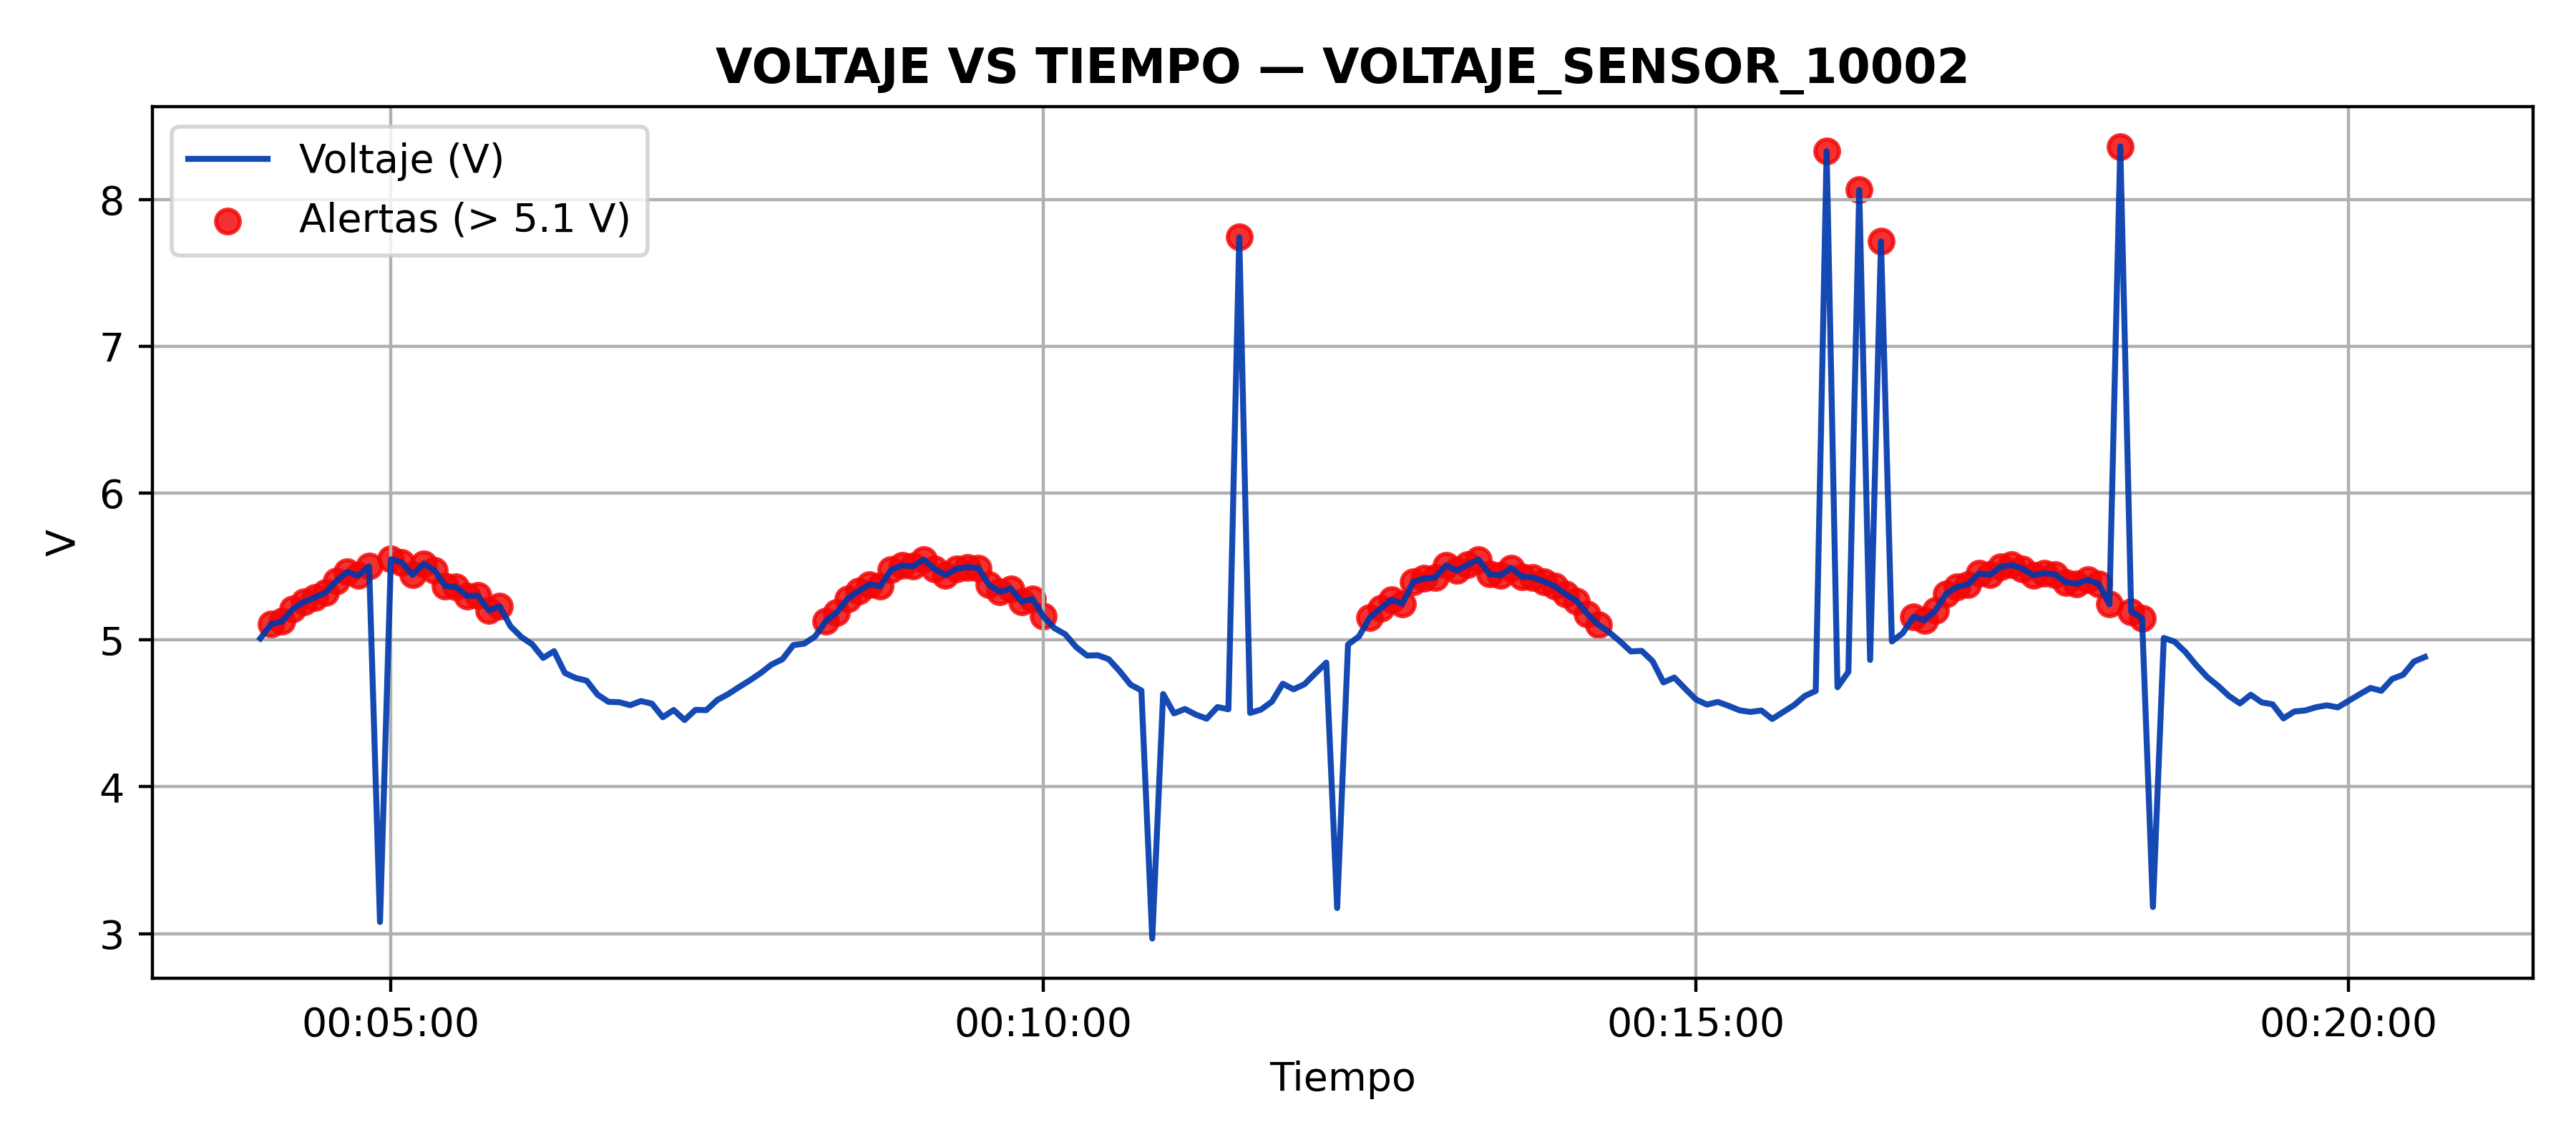 VOLTAJE VS TIEMPO — VOLTAJE_SENSOR_10002
Voltaje (V)
Alertas (> 5.1 V)
8
7
6
5
4
3
V
00:05:00
00:10:00
00:15:00
00:20:00
Tiempo